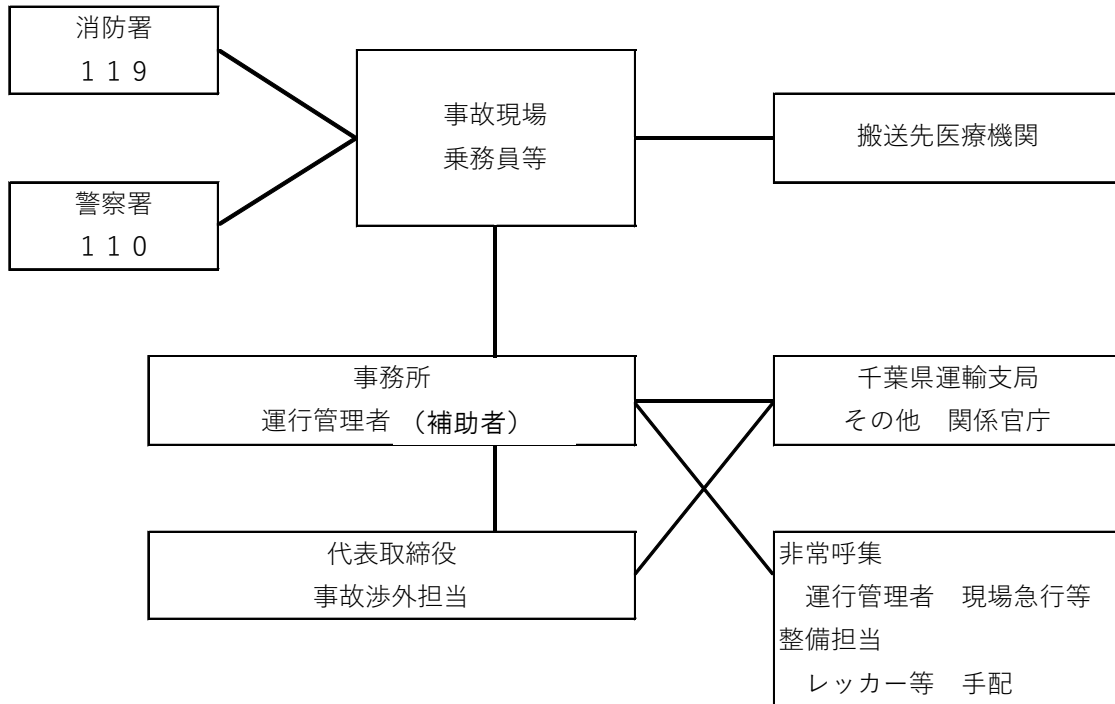 消防署
１１９
事故現場
乗務員等
搬送先医療機関
警察署
１１０
事務所
運行管理者　（補助者）
千葉県運輸支局
その他　関係官庁
代表取締役
事故渉外担当
非常呼集
　運行管理者　現場急行等
整備担当
　レッカー等　手配